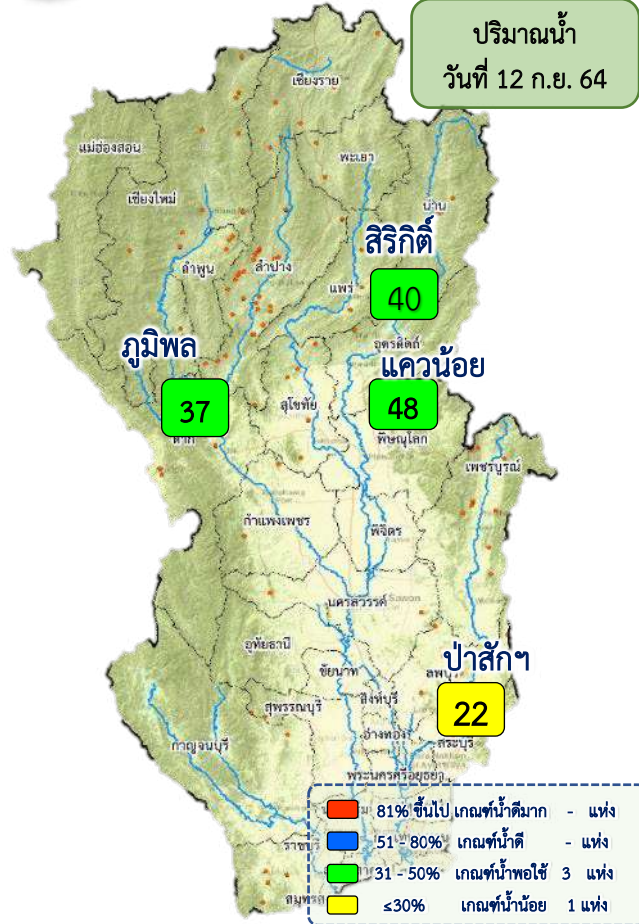 ปริมาณน้ำ
วันที่ 12 ก.ย. 64
เชียงราย
แม่ฮ่องสอน
พะเยา
เชียงใหม่
น่าน
สิริกิติ์
ลำพูน
ลำปาง
แพร่
40
อุตรดิตถ์
ภูมิพล
แควน้อย
37
สุโขทัย
48
ตาก
พิษณุโลก
เพชรบูรณ์
กำแพงเพชร
พิจิตร
นครสวรรค์
อุทัยธานี
ชัยนาท
ป่าสักฯ
ลพบุรี
สิงห์บุรี
สุพรรณบุรี
22
อ่างทอง
สระบุรี
กาญจนบุรี
พระนครศรีอยุธยา
81% ขึ้นไป เกณฑ์น้ำดีมาก - แห่ง
51 - 80% เกณฑ์น้ำดี - แห่ง
ราชบุรี
31 - 50% เกณฑ์น้ำพอใช้ 3 แห่ง
≤30% เกณฑ์น้ำน้อย 1 แห่ง